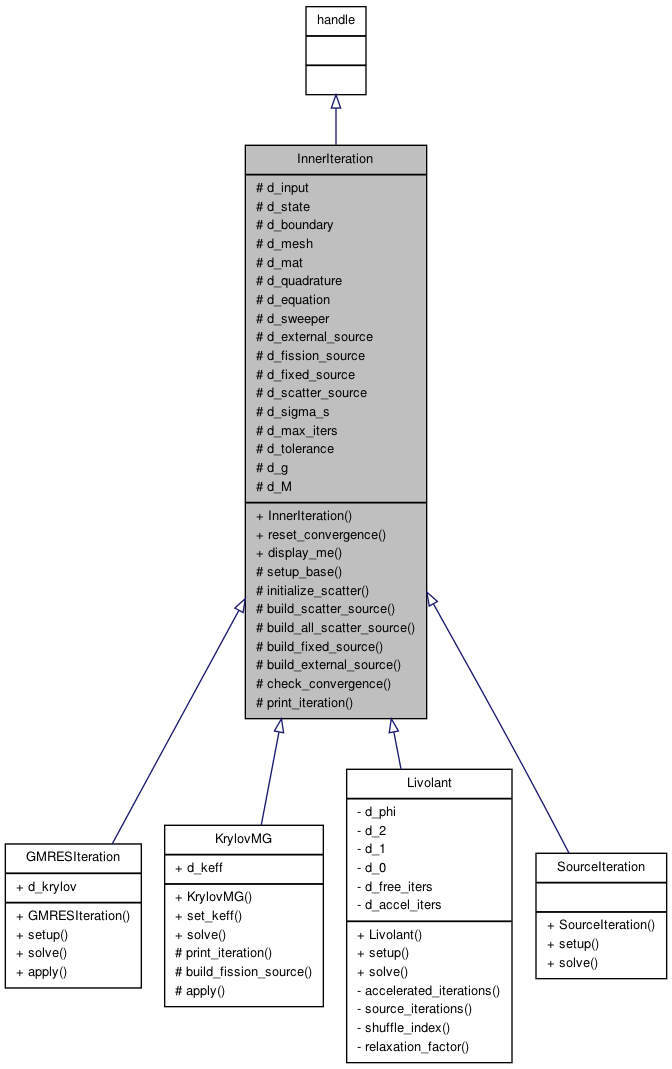 handle
InnerIteration
# d_input
# d_state
# d_boundary
# d_mesh
# d_mat
# d_quadrature
# d_equation
# d_sweeper
# d_external_source
# d_fission_source
# d_fixed_source
# d_scatter_source
# d_sigma_s
# d_max_iters
# d_tolerance
# d_g
# d_M
+ InnerIteration()
+ reset_convergence()
+ display_me()
# setup_base()
# initialize_scatter()
# build_scatter_source()
# build_all_scatter_source()
# build_fixed_source()
# build_external_source()
# check_convergence()
# print_iteration()
GMRESIteration
+ d_krylov
+ GMRESIteration()
+ setup()
+ solve()
+ apply()
KrylovMG
+ d_keff
+ KrylovMG()
+ set_keff()
+ solve()
# print_iteration()
# build_fission_source()
# apply()
Livolant
- d_phi
- d_2
- d_1
- d_0
- d_free_iters
- d_accel_iters
+ Livolant()
+ setup()
+ solve()
- accelerated_iterations()
- source_iterations()
- shuffle_index()
- relaxation_factor()
SourceIteration
+ SourceIteration()
+ setup()
+ solve()